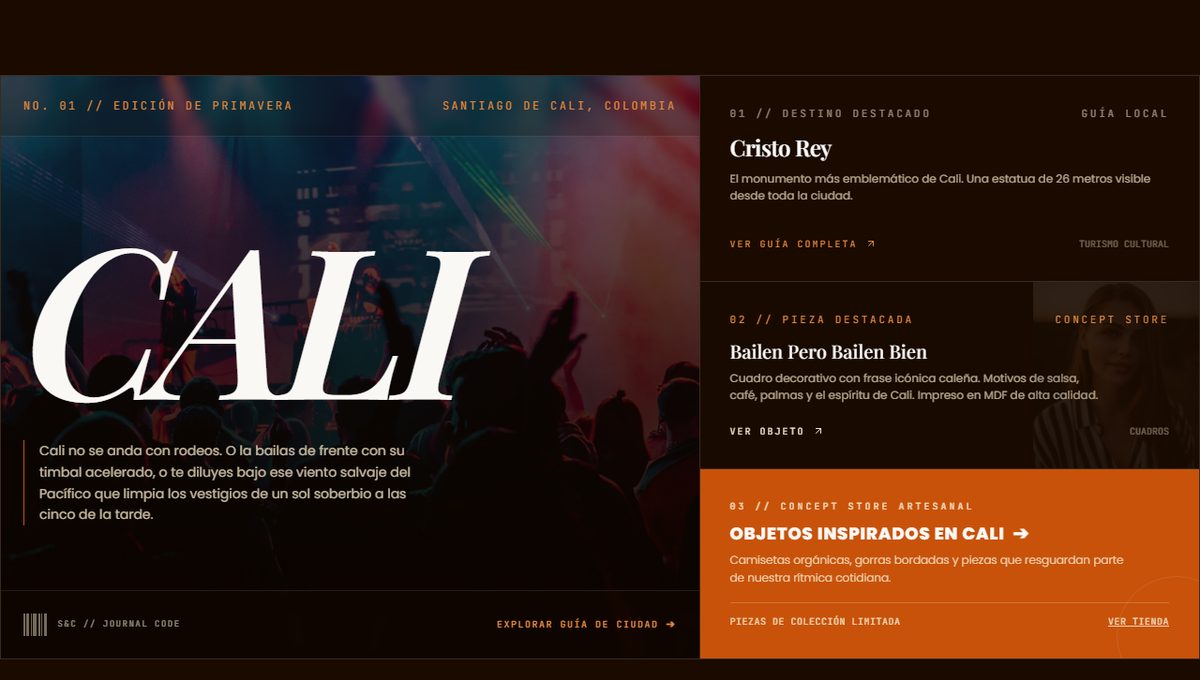 NO. 01 // EDICIÓN DE PRIMAVERA
SANTIAGO DE CALI, COLOMBIA
CALI
Cali no se anda con rodeos. O la bailas de frente con su
timbal acelerado, o te diluyes bajo ese viento salvaje del
Pacífico que limpia los vestigios de un sol soberbio a las
cinco de la tarde.
S&C // JOURNAL CODE
EXPLORAR GUÍA DE CIUDAD ➔
01 // DESTINO DESTACADO
GUÍA LOCAL
Cristo Rey
El monumento más emblemático de Cali. Una estatua de 26 metros visible
desde toda la ciudad.
VER GUÍA COMPLETA ↗
TURISMO CULTURAL
02 // PIEZA DESTACADA
CONCEPT STORE
Bailen Pero Bailen Bien
Cuadro decorativo con frase icónica caleña. Motivos de salsa,
café, palmas y el espíritu de Cali. Impreso en MDF de alta calidad.
VER OBJETO ↗
CUADROS
03 // CONCEPT STORE ARTESANAL
OBJETOS INSPIRADOS EN CALI ➔
Camisetas orgánicas, gorras bordadas y piezas que resguardan parte
de nuestra rítmica cotidiana.
PIEZAS DE COLECCIÓN LIMITADA
VER TIENDA